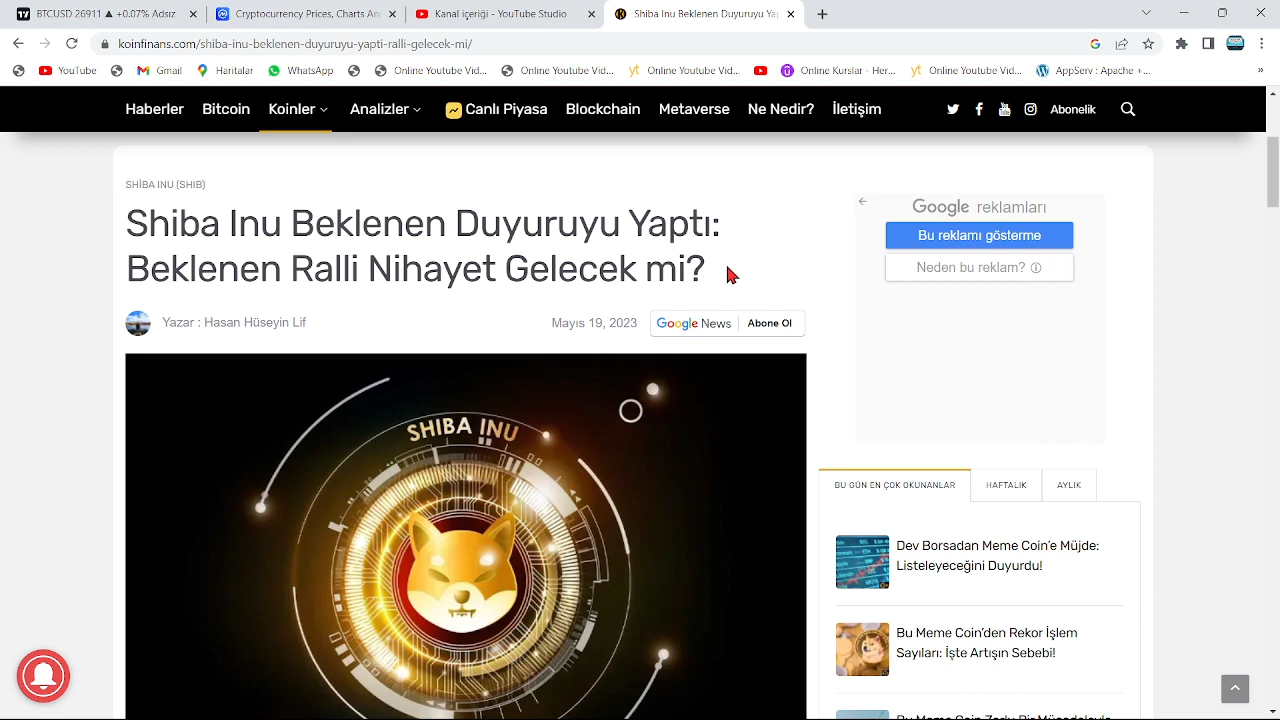 BTCUSD 26911 ▲ +0.07% Adsız
Cryptocurrency Prices, Charts An
Kanal içeriği - YouTube Studio
Shiba Inu Beklenen Duyuruyu Yap
koinfinans.com/shiba-inu-beklenen-duyuruyu-yapti-ralli-gelecek-mi/
YouTube
Gmail
Haritalar
WhatsApp
Online Youtube Vid...
Online Youtube Vid...
Online Youtube Vid...
Online Kurslar - Her...
Online Youtube Vid...
AppServ : Apache +...
»
Haberler
Bitcoin
Koinler
Analizler
Canlı Piyasa
Blockchain
Metaverse
Ne Nedir?
İletişim
Abonelik
SHİBA INU (SHIB)
Shiba Inu Beklenen Duyuruyu Yaptı:
Beklenen Ralli Nihayet Gelecek mi?
Yazar : Hasan Hüseyin Lif
Mayıs 19, 2023
Google News
Abone Ol
SHIBA INU
Google reklamları
Bu reklamı gösterme
Neden bu reklam?
BU GÜN EN ÇOK OKUNANLAR
HAFTALIK
AYLIK
Dev Borsadan Meme Coin'e Müjde:
Listeleyeceğini Duyurdu!
Bu Meme Coin'den Rekor İşlem
Sayıları: İşte Artışın Sebebi!